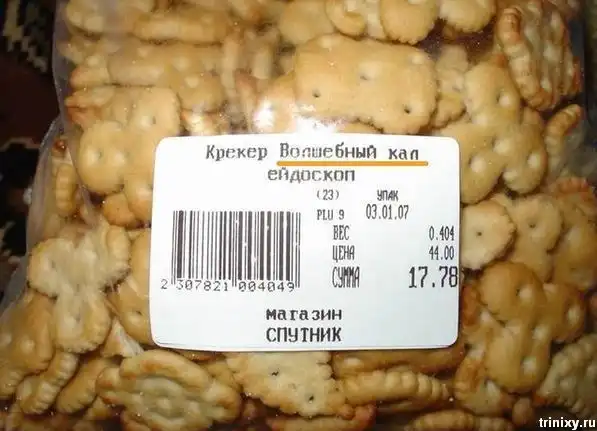 Крекер Волшебный кал
ейдоскоп
(23) УПАК
PLU 9 03.01.07
ВЕС 0.404
ЦЕНА 44.00
СУММА 17.78
2 307821 004049
магазин
СПУТНИК
trinixy.ru